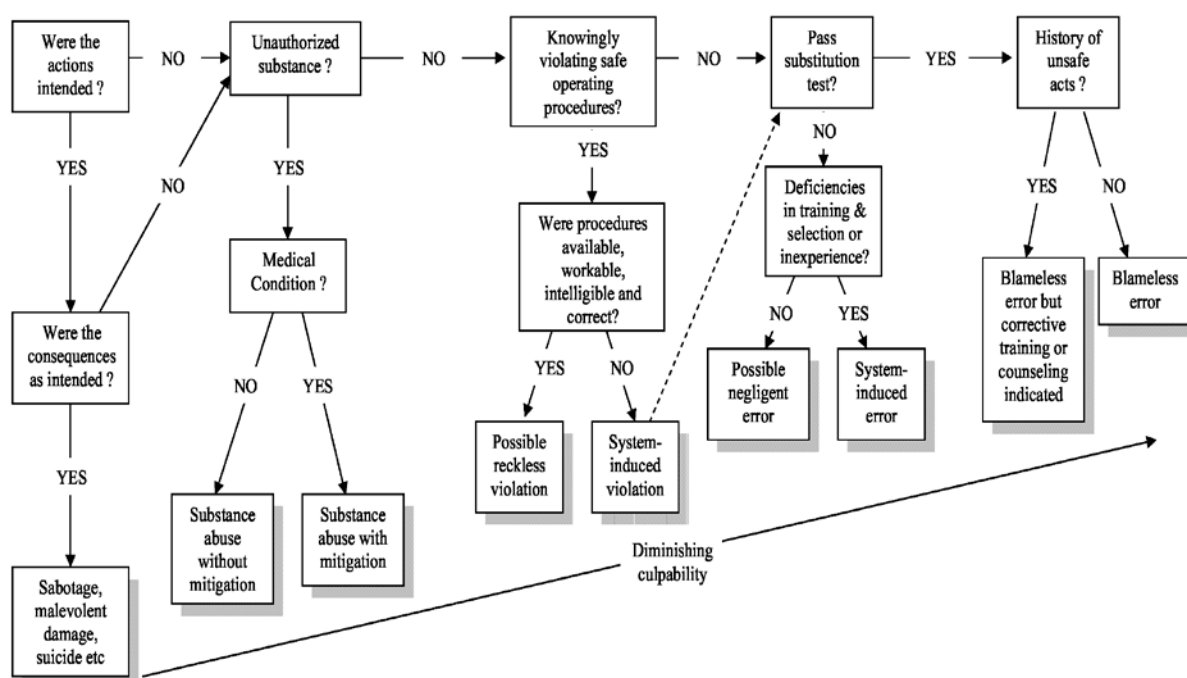 Were the
actions
intended ?
NO
Unauthorized
substance ?
NO
Knowingly
violating safe
operating
procedures?
NO
Pass
substitution
test?
YES
History of
unsafe
acts ?
YES
NO
YES
YES
NO
YES
NO
Were the
consequences
as intended ?
Medical
Condition ?
Were procedures
available,
workable,
intelligible and
correct?
Deficiencies
in training &
selection or
inexperience?
Blameless
error but
corrective
training or
counseling
indicated
Blameless
error
YES
NO
YES
YES
NO
NO
YES
Sabotage,
malevolent
damage,
suicide etc
Substance
abuse
without
mitigation
Substance
abuse with
mitigation
Possible
reckless
violation
System-
induced
violation
Possible
negligent
error
System-
induced
error
Diminishing
culpability